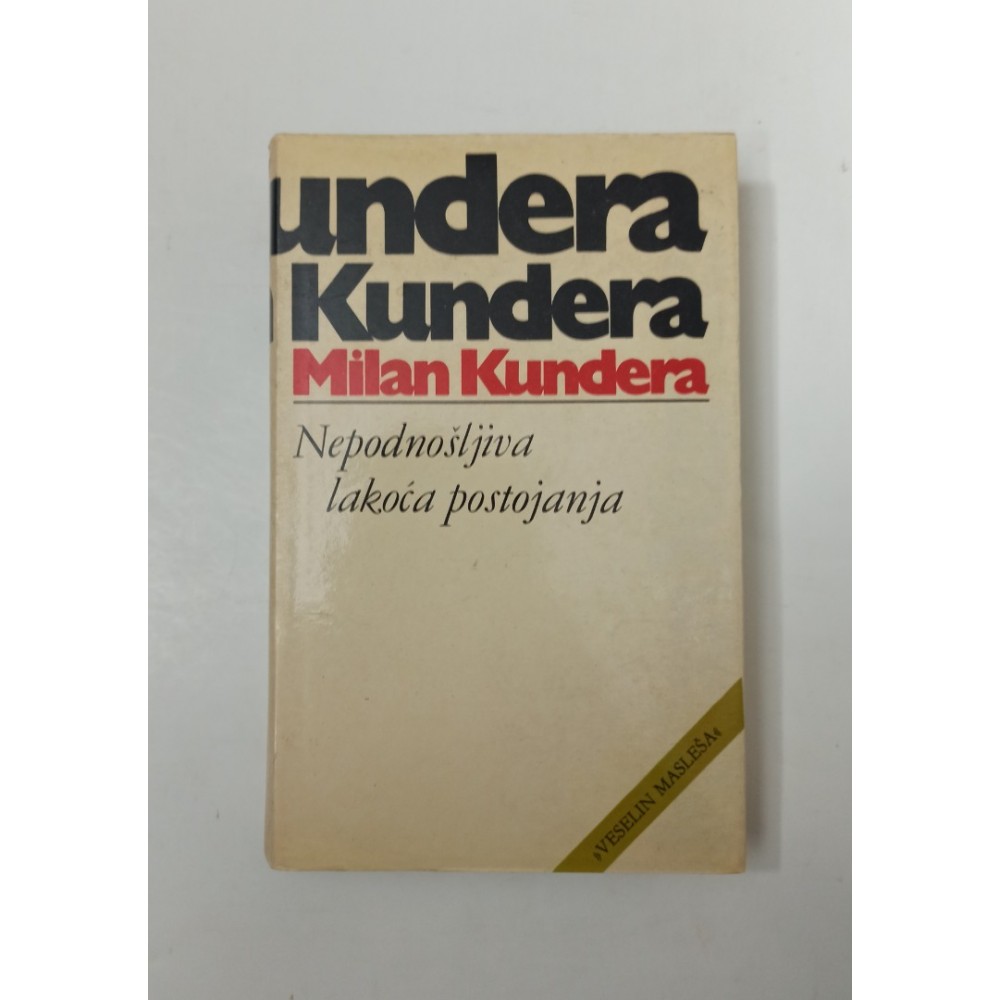 undera
n Kundera
Milan Kundera
Nepodnošljiva
lakoća postojanja
»VESELIN MASLEŠA«